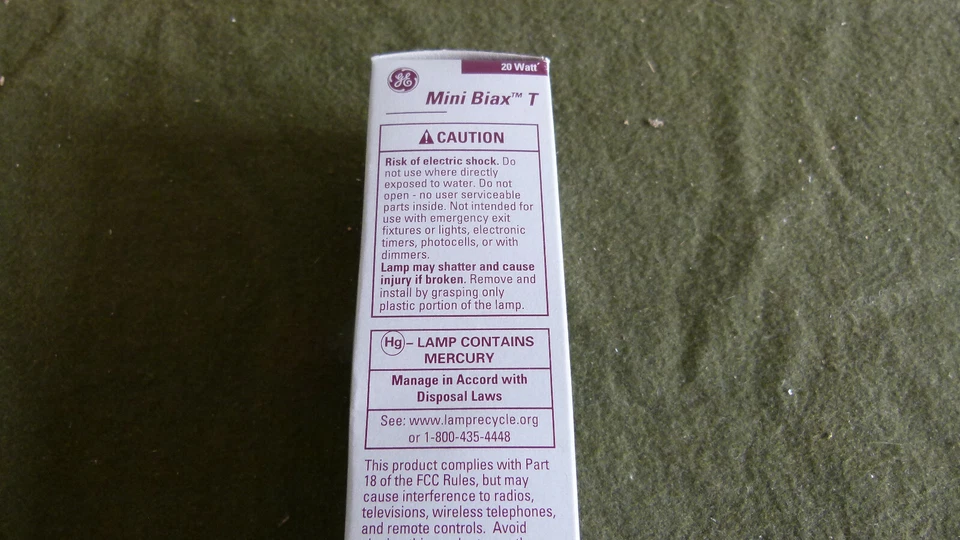 GE
20 Watt*
Mini Biax™ T
CAUTION
Risk of electric shock. Do
not use where directly
exposed to water. Do not
open - no user serviceable
parts inside. Not intended for
use with emergency exit
fixtures or lights, electronic
timers, photocells, or with
dimmers.
Lamp may shatter and cause
injury if broken. Remove and
install by grasping only
plastic portion of the lamp.
Hg – LAMP CONTAINS
MERCURY
Manage in Accord with
Disposal Laws
See: www.lamprecycle.org
or 1-800-435-4448
This product complies with Part
18 of the FCC Rules, but may
cause interference to radios,
televisions, wireless telephones,
and remote controls. Avoid